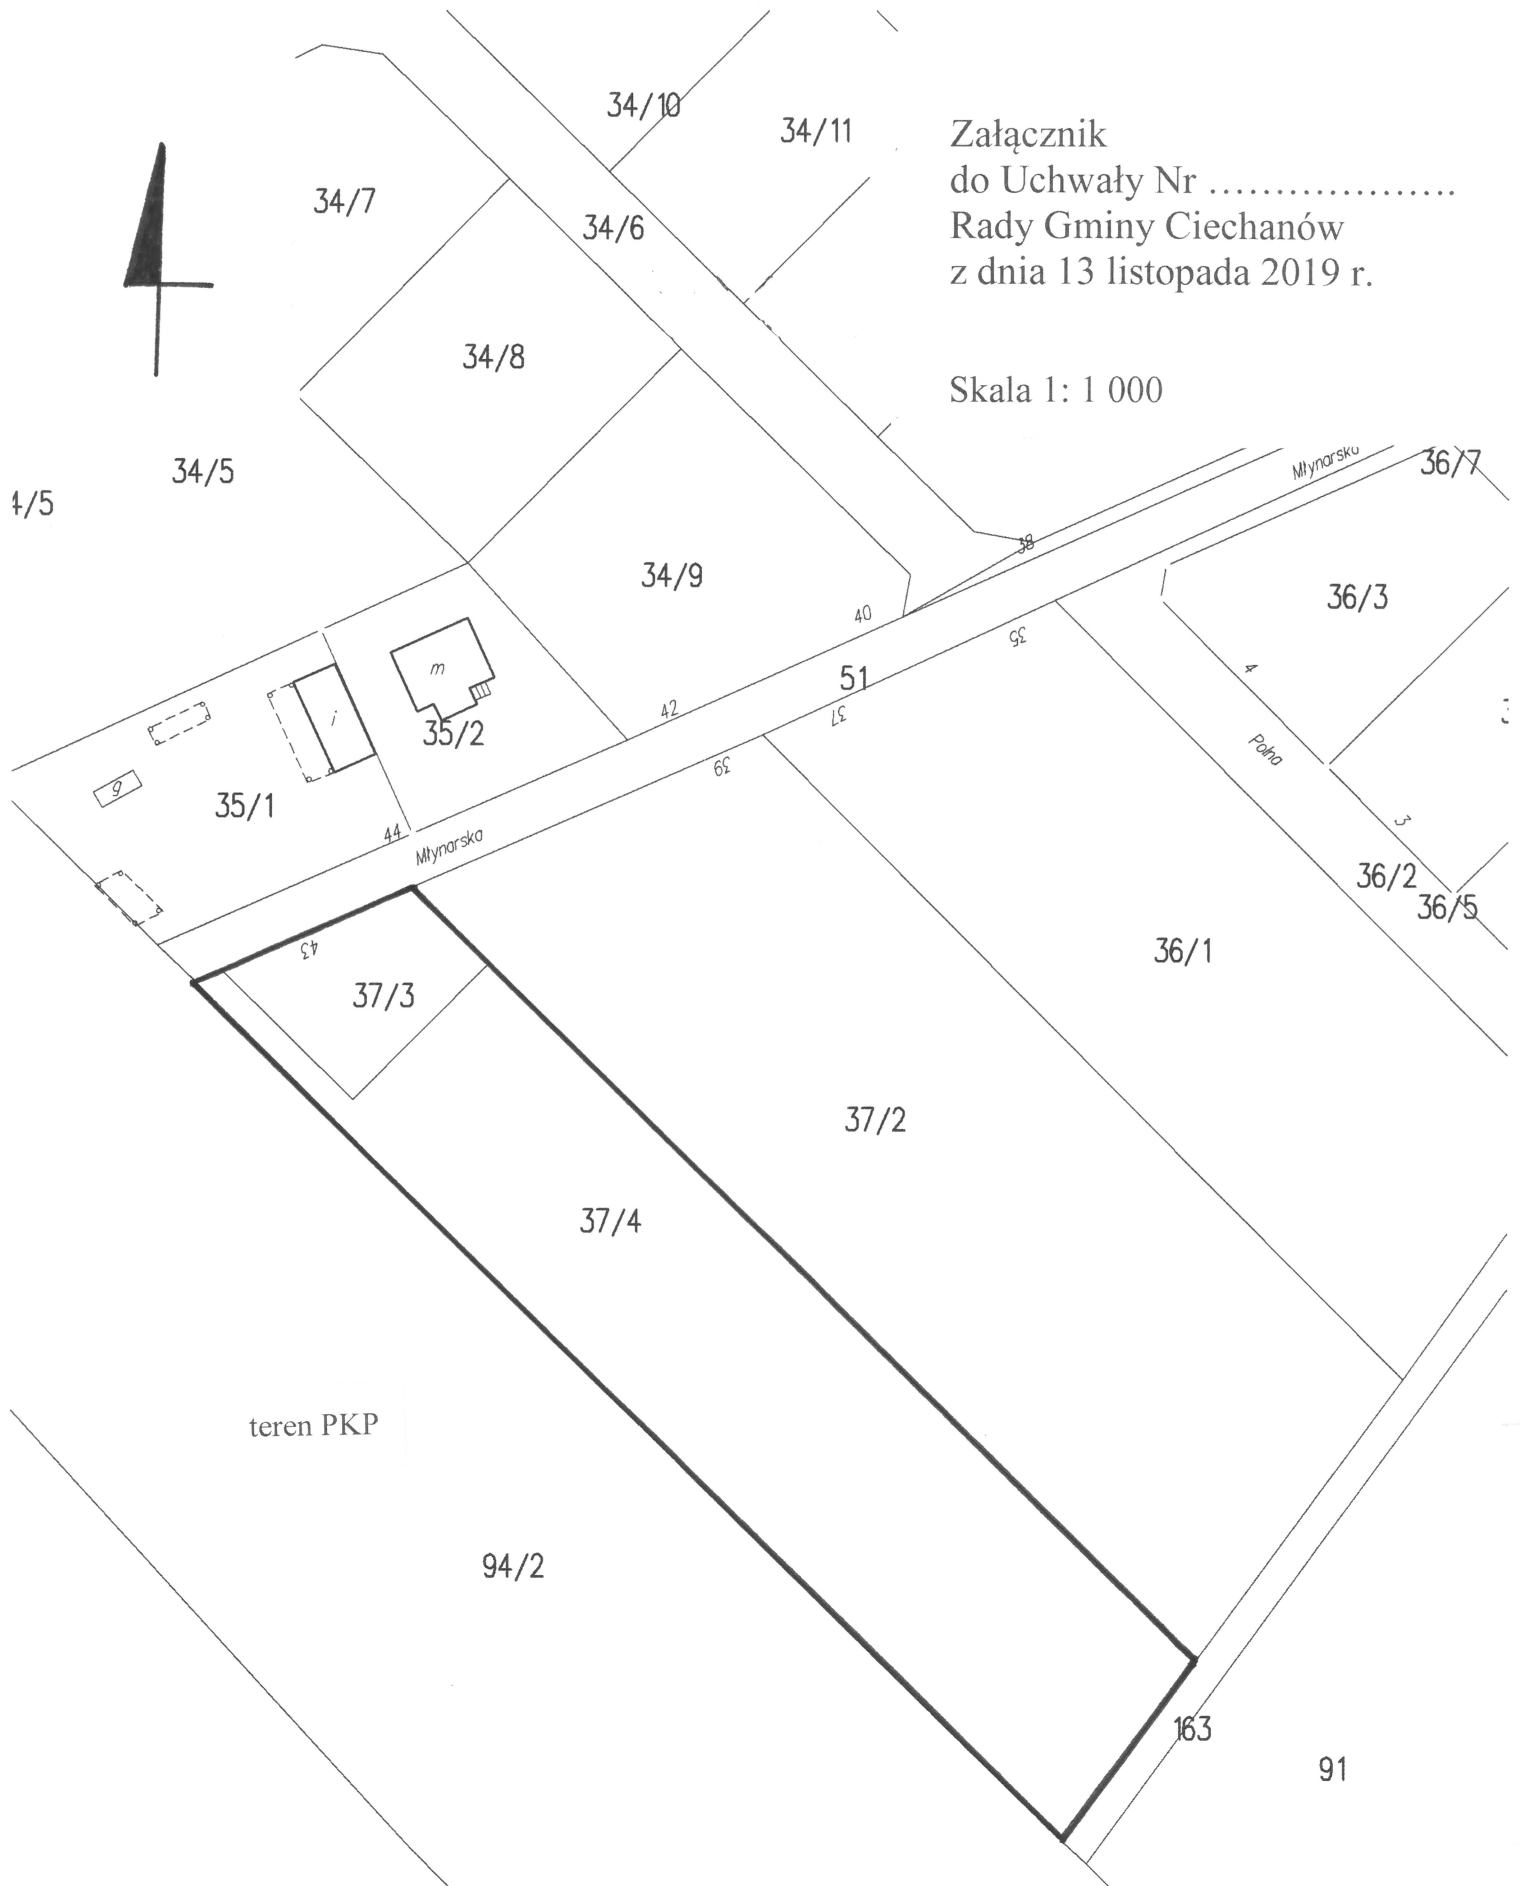 Załącznik
do Uchwały Nr ...................
Rady Gminy Ciechanów
z dnia 13 listopada 2019 r.
Skala 1: 1 000
34/10
34/11
34/7
34/6
34/8
34/5
4/5
34/9
Młynarska
36/7
38
36/3
40
35
51
4
42
37
m
i
35/2
39
Polna
g
35/1
3
44
Młynarska
36/2
36/5
43
36/1
37/3
37/2
37/4
teren PKP
94/2
163
91